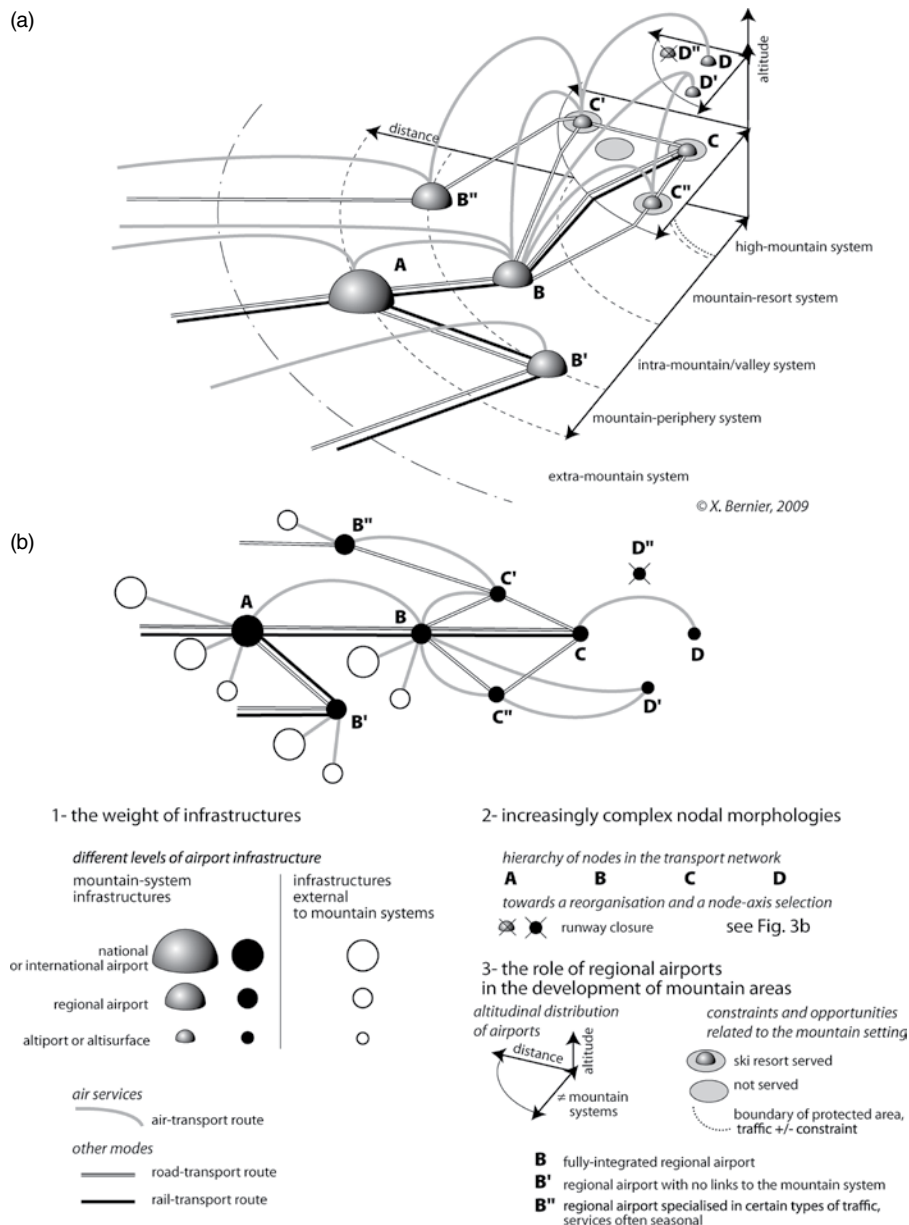 (a)
D"
D
D'
altitude
C'
distance
C
B"
C"
A
B
high-mountain system
mountain-resort system
B'
intra-mountain/valley system
mountain-periphery system
extra-mountain system
© X. Bernier, 2009
(b)
B"
D"
C'
A
B
C
D
B'
C"
D'
1- the weight of infrastructures
different levels of airport infrastructure
mountain-system
infrastructures
infrastructures
external
to mountain systems
national
or international airport
regional airport
altiport or altisurface
air services
air-transport route
other modes
road-transport route
rail-transport route
2- increasingly complex nodal morphologies
hierarchy of nodes in the transport network
A B C D
towards a reorganisation and a node-axis selection
runway closure see Fig. 3b
3- the role of regional airports
in the development of mountain areas
altitudinal distribution
of airports
distance
altitude
≠ mountain
systems
constraints and opportunities
related to the mountain setting
ski resort served
not served
boundary of protected area,
traffic +/- constraint
B fully-integrated regional airport
B' regional airport with no links to the mountain system
B" regional airport specialised in certain types of traffic,
services often seasonal